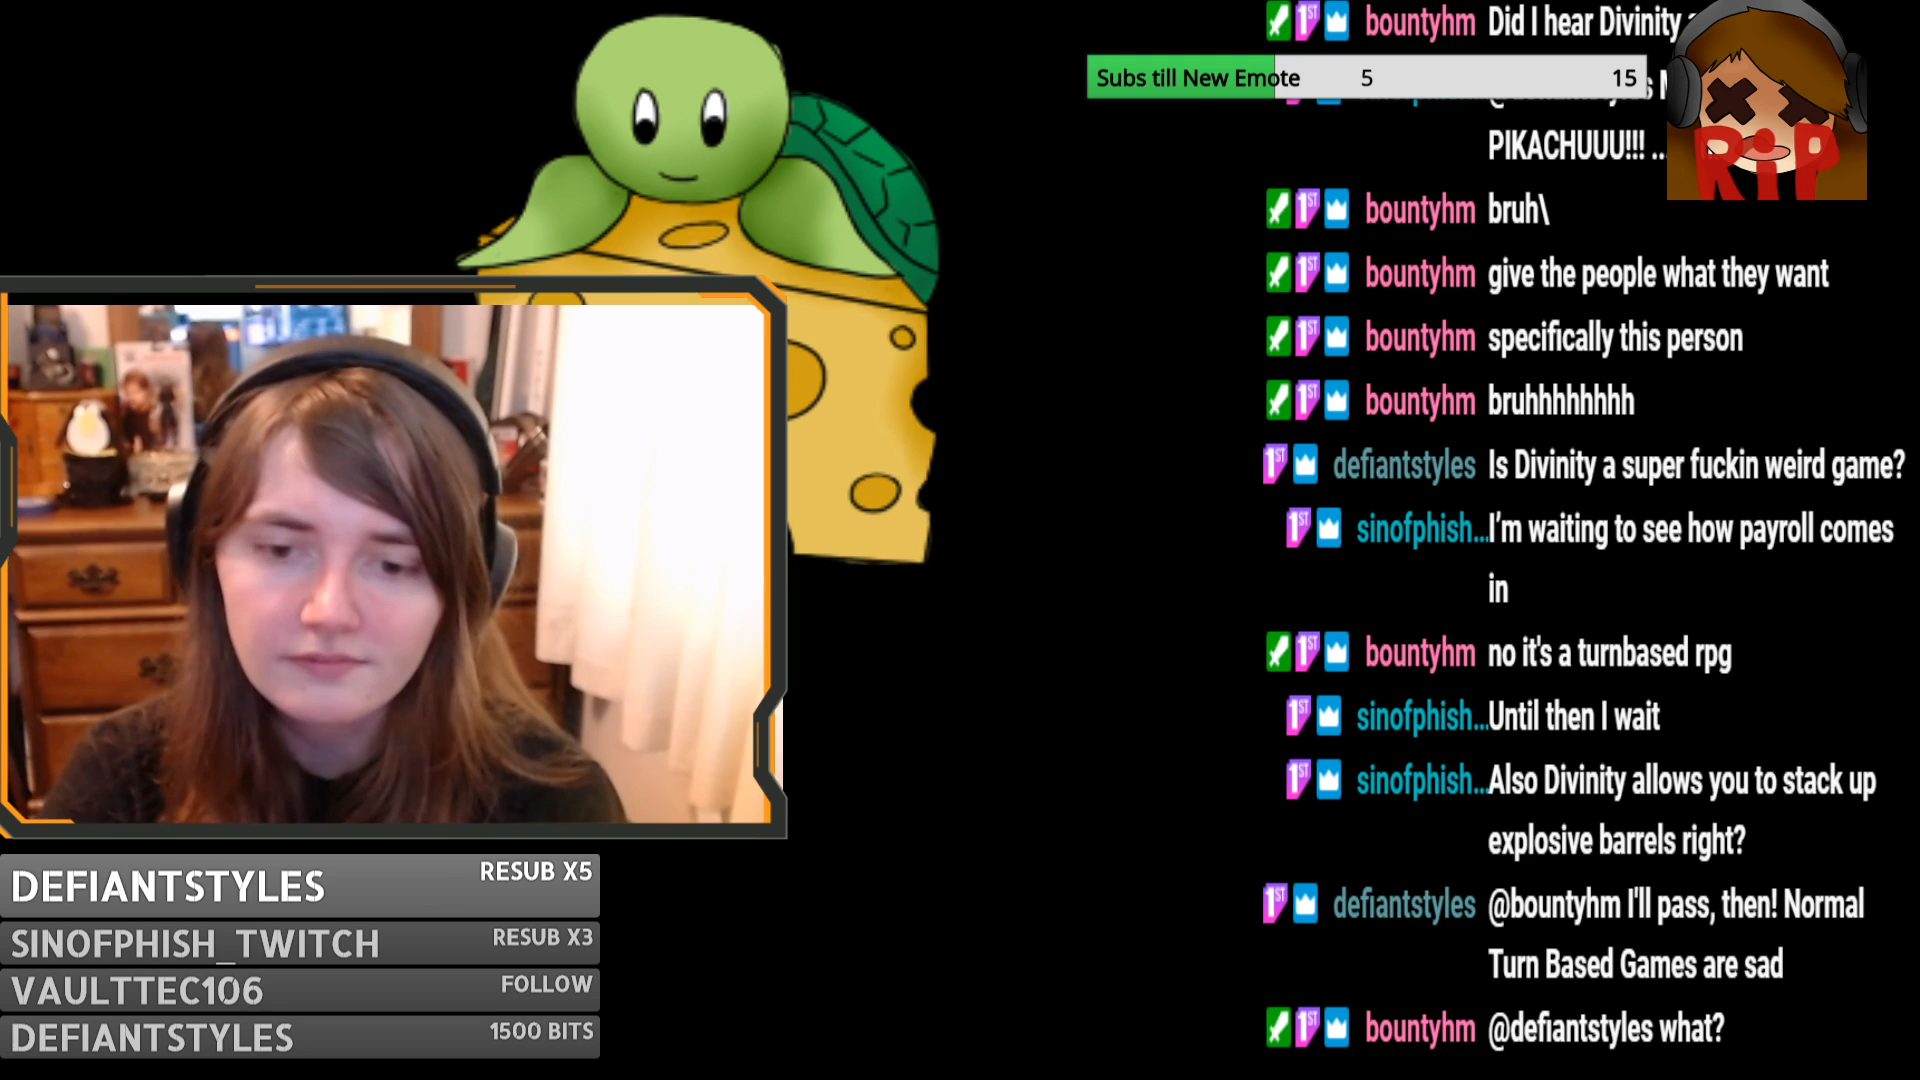 bountyhm Did I hear Divinity
Subs till New Emote 5 15
PIKACHUUU!!! ...
RiP
bountyhm bruh\
bountyhm give the people what they want
bountyhm specifically this person
bountyhm bruhhhhhhhh
defiantstyles Is Divinity a super fuckin weird game?
sinofphish... I'm waiting to see how payroll comes
in
bountyhm no it's a turnbased rpg
sinofphish... Until then I wait
sinofphish... Also Divinity allows you to stack up
explosive barrels right?
defiantstyles @bountyhm I'll pass, then! Normal
Turn Based Games are sad
bountyhm @defiantstyles what?
DEFIANTSTYLES RESUB X5
SINOFPHISH_TWITCH RESUB X3
VAULTTEC106 FOLLOW
DEFIANTSTYLES 1500 BITS